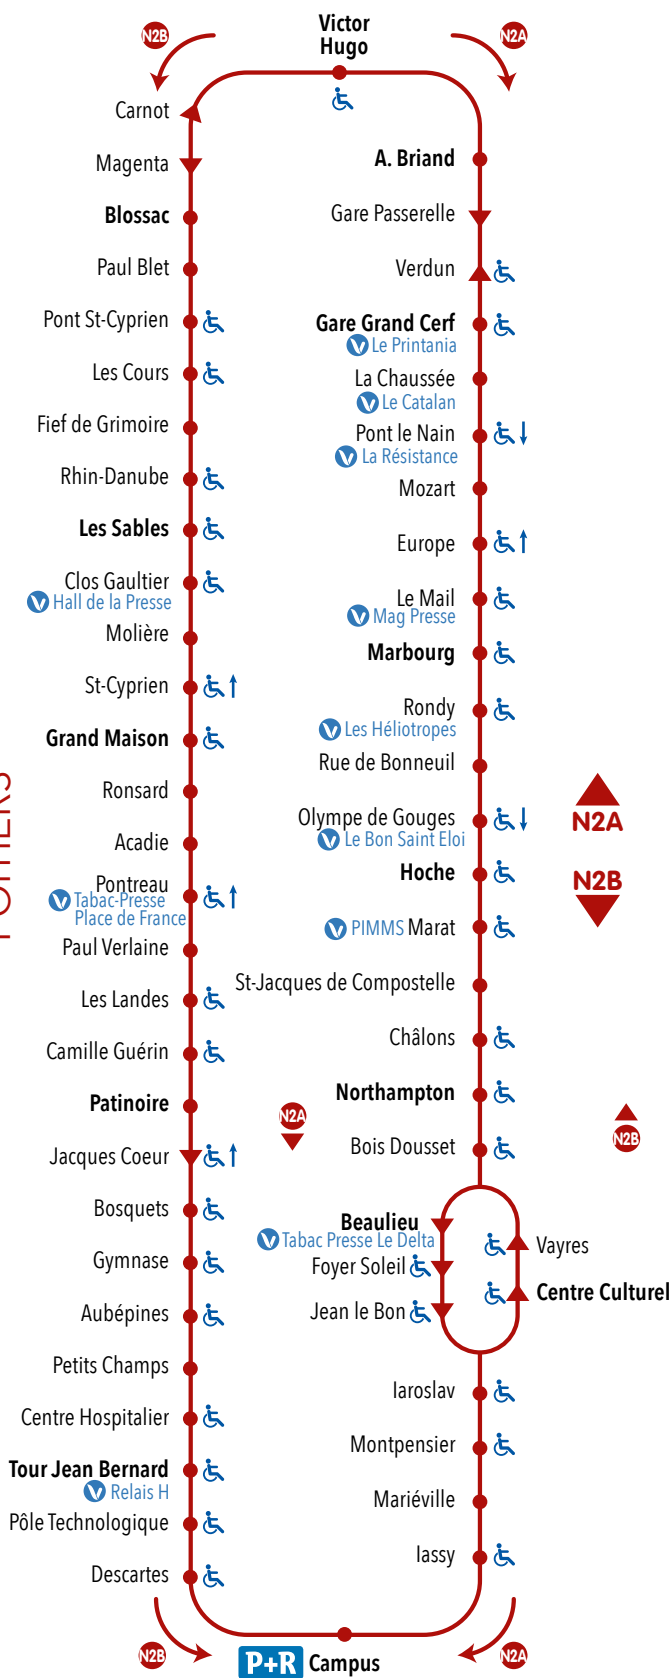 Victor
Hugo
N2B
N2A
Carnot
Magenta
Blossac
Paul Blet
Pont St-Cyprien
Les Cours
Fief de Grimoire
Rhin-Danube
Les Sables
Clos Gaultier
Hall de la Presse
Molière
St-Cyprien
Grand Maison
Ronsard
Acadie
Pontreau
Tabac-Presse
Place de France
Paul Verlaine
Les Landes
Camille Guérin
Patinoire
Jacques Coeur
Bosquets
Gymnase
Aubépines
Petits Champs
Centre Hospitalier
Tour Jean Bernard
Relais H
Pôle Technologique
Descartes
A. Briand
Gare Passerelle
Verdun
Gare Grand Cerf
Le Printania
La Chaussée
Le Catalan
Pont le Nain
La Résistance
Mozart
Europe
Le Mail
Mag Presse
Marbourg
Rondy
Les Héliotropes
Rue de Bonneuil
Olympe de Gouges
Le Bon Saint Eloi
Hoche
PIMMS Marat
St-Jacques de Compostelle
Châlons
Northampton
Bois Dousset
Beaulieu
Tabac Presse Le Delta
Foyer Soleil
Jean le Bon
Vayres
Centre Culturel
Iaroslav
Montpensier
Mariéville
Iassy
N2A
N2B
N2A
N2B
N2B
P+R Campus
N2A